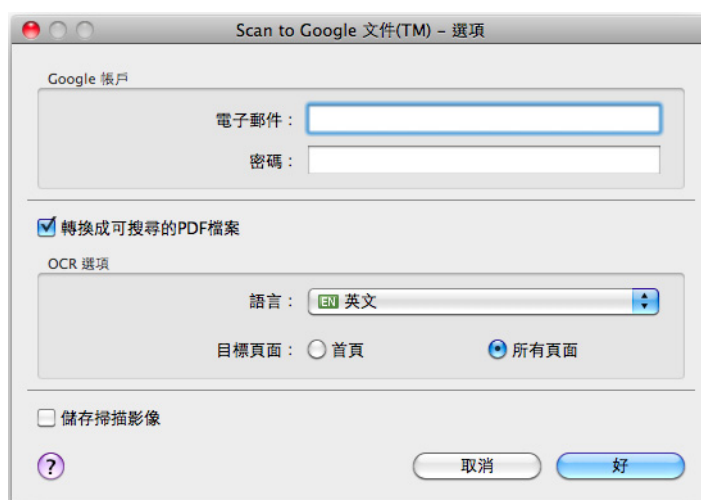 Scan to Google 文件(TM) – 選項
Google 帳戶
電子郵件：
密碼：
轉換成可搜尋的PDF檔案
OCR 選項
語言： EN 英文
目標頁面： 首頁 所有頁面
儲存掃描影像
? 取消 好